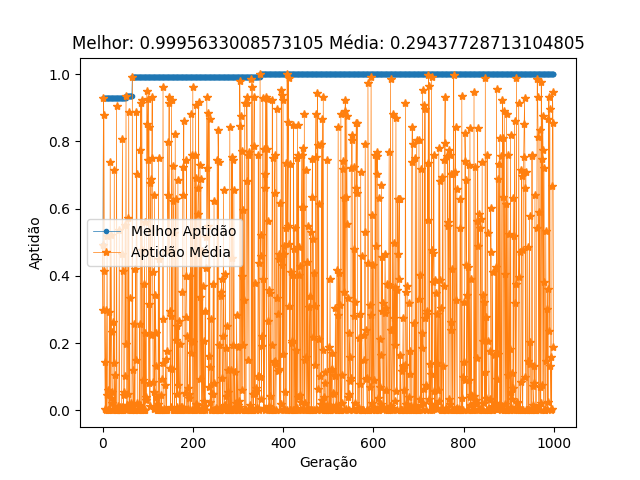 Melhor: 0.9995633008573105 Média: 0.29437728713104805
1.0
0.8
0.6
0.4
0.2
0.0
Aptidão
Melhor Aptidão
Aptidão Média
0 200 400 600 800 1000
Geração